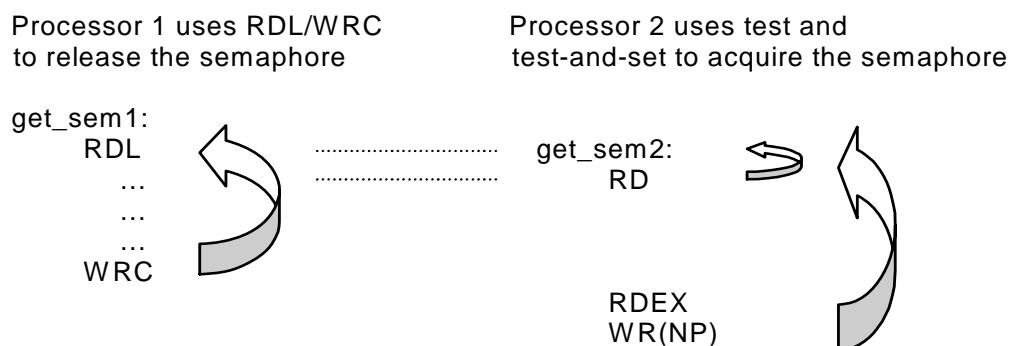 Processor 1 uses RDL/WRC
to release the semaphore
Processor 2 uses test and
test-and-set to acquire the semaphore
get_sem1:
RDL
...
...
...
WRC
get_sem2:
RD
RDEX
WR(NP)